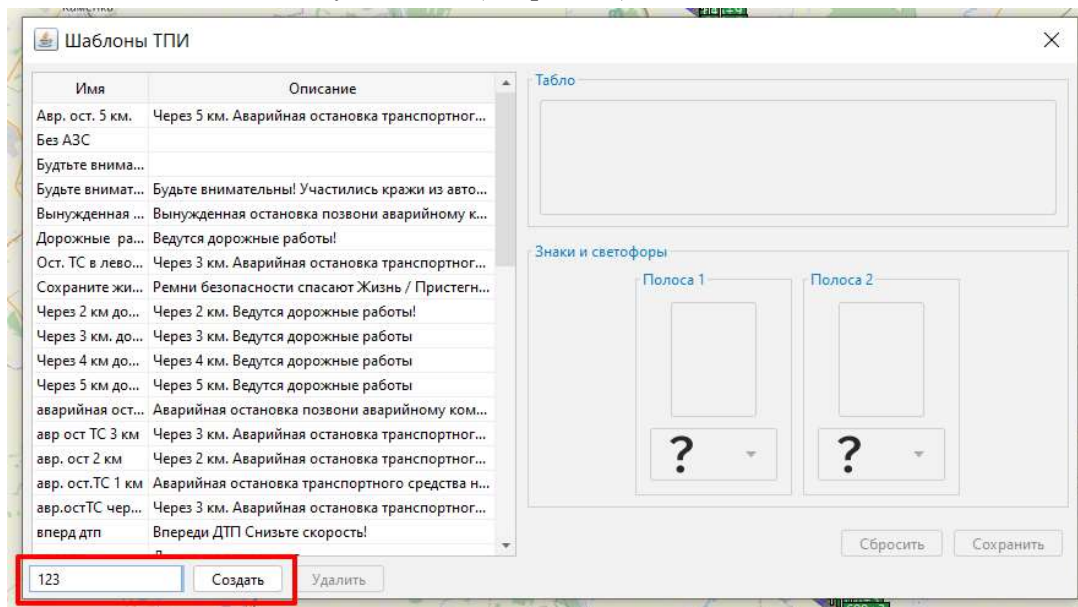 Каменка
Шаблоны ТПИ
Имя Описание
Авр. ост. 5 км. Через 5 км. Аварийная остановка транспортног...
Без АЗС
Будтьте внима...
Будьте внимат... Будьте внимательны! Участились кражи из авто...
Вынужденная ... Вынужденная остановка позвони аварийному к...
Дорожные ра... Ведутся дорожные работы!
Ост. ТС в лево... Через 3 км. Аварийная остановка транспортног...
Сохраните жи... Ремни безопасности спасают Жизнь / Пристегн...
Через 2 км до... Через 2 км. Ведутся дорожные работы!
Через 3 км. до... Через 3 км. Ведутся дорожные работы
Через 4 км до... Через 4 км. Ведутся дорожные работы
Через 5 км до... Через 5 км. Ведутся дорожные работы
аварийная ост... Аварийная остановка позвони аварийному ком...
авр ост ТС 3 км Через 3 км. Аварийная остановка транспортног...
авр. ост 2 км Через 2 км. Аварийная остановка транспортног...
авр. ост.ТС 1 км Аварийная остановка транспортного средства н...
авр.остТС чер... Через 3 км. Аварийная остановка транспортног...
вперд дтп Впереди ДТП Снизьте скорость!
123 Создать Удалить
Табло
Знаки и светофоры
Полоса 1 Полоса 2
? ?
Сбросить Сохранить